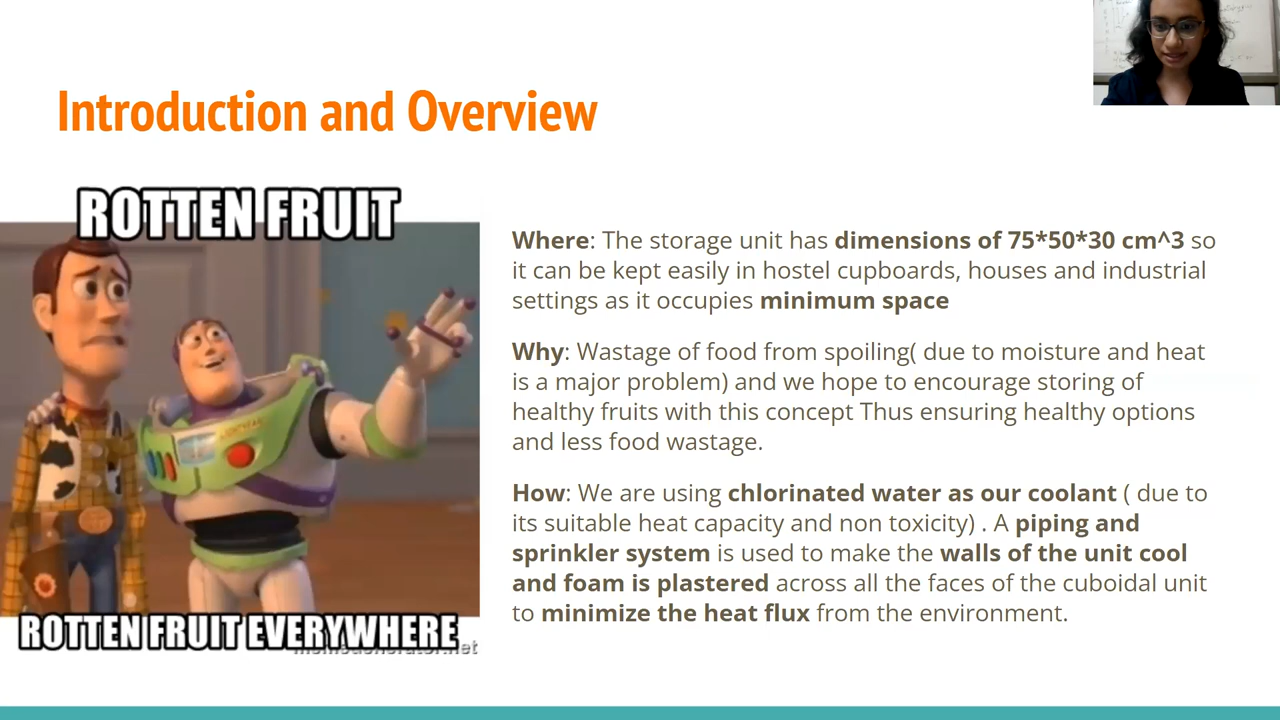 Introduction and Overview
ROTTEN FRUIT
ROTTEN FRUIT EVERYWHERE
Where: The storage unit has dimensions of 75*50*30 cm^3 so
it can be kept easily in hostel cupboards, houses and industrial
settings as it occupies minimum space
Why: Wastage of food from spoiling( due to moisture and heat
is a major problem) and we hope to encourage storing of
healthy fruits with this concept Thus ensuring healthy options
and less food wastage.
How: We are using chlorinated water as our coolant ( due to
its suitable heat capacity and non toxicity) . A piping and
sprinkler system is used to make the walls of the unit cool
and foam is plastered across all the faces of the cuboidal unit
to minimize the heat flux from the environment.